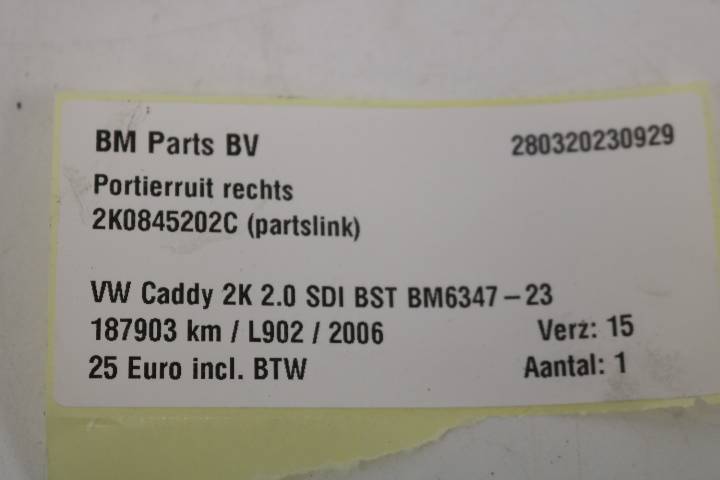 BM Parts BV 280320230929
Portierruit rechts
2K0845202C (partslink)
VW Caddy 2K 2.0 SDI BST BM6347-23
187903 km / L902 / 2006 Verz: 15
25 Euro incl. BTW Aantal: 1